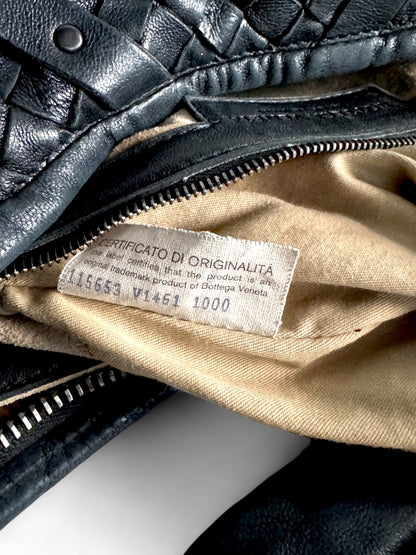 CERTIFICATO DI ORIGINALITÀ
label certifies that the product is an
original trademark product of Bottega Veneta
115653 V1461 1000